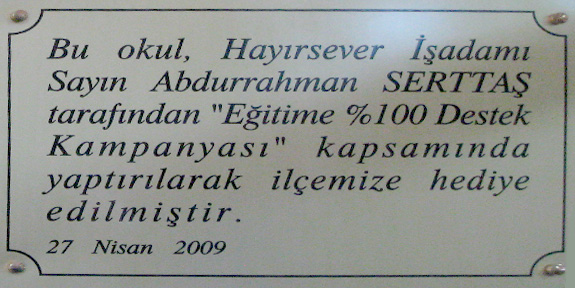 Bu okul, Hayırsever İşadamı
Sayın Abdurrahman SERTTAŞ
tarafından "Eğitime %100 Destek
Kampanyası" kapsamında
yaptırılarak ilçemize hediye
edilmiştir.
27 Nisan 2009